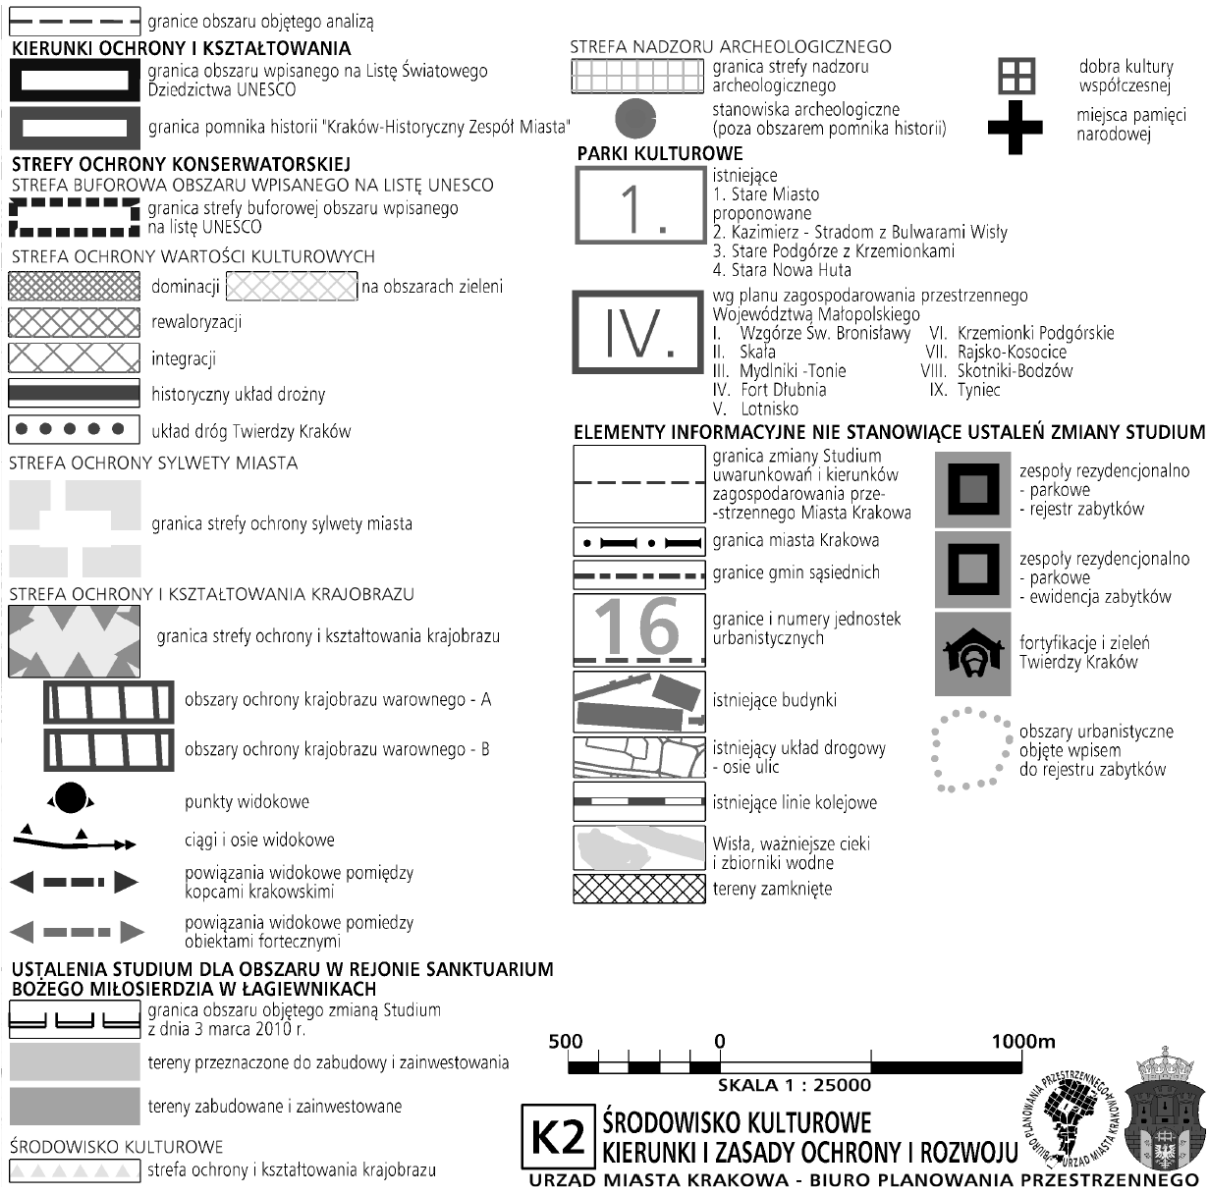 granice obszaru objętego analizą
KIERUNKI OCHRONY I KSZTAŁTOWANIA
granica obszaru wpisanego na Listę Światowego
Dziedzictwa UNESCO
granica pomnika historii "Kraków-Historyczny Zespół Miasta"
STREFY OCHRONY KONSERWATORSKIEJ
STREFA BUFOROWA OBSZARU WPISANEGO NA LISTĘ UNESCO
granica strefy buforowej obszaru wpisanego
na listę UNESCO
STREFA OCHRONY WARTOŚCI KULTUROWYCH
dominacji
na obszarach zieleni
rewaloryzacji
integracji
historyczny układ drożny
układ dróg Twierdzy Kraków
STREFA OCHRONY SYLWETY MIASTA
granica strefy ochrony sylwety miasta
STREFA OCHRONY I KSZTAŁTOWANIA KRAJOBRAZU
granica strefy ochrony i kształtowania krajobrazu
obszary ochrony krajobrazu warownego - A
obszary ochrony krajobrazu warownego - B
punkty widokowe
ciągi i osie widokowe
powiązania widokowe pomiędzy
kopcami krakowskimi
powiązania widokowe pomiedzy
obiektami fortecznymi
USTALENIA STUDIUM DLA OBSZARU W REJONIE SANKTUARIUM
BOŻEGO MIŁOSIERDZIA W ŁAGIEWNIKACH
granica obszaru objętego zmianą Studium
z dnia 3 marca 2010 r.
tereny przeznaczone do zabudowy i zainwestowania
tereny zabudowane i zainwestowane
ŚRODOWISKO KULTUROWE
strefa ochrony i kształtowania krajobrazu
STREFA NADZORU ARCHEOLOGICZNEGO
granica strefy nadzoru
archeologicznego
stanowiska archeologiczne
(poza obszarem pomnika historii)
dobra kultury
współczesnej
miejsca pamięci
narodowej
PARKI KULTUROWE
1.
istniejące
1. Stare Miasto
proponowane
2. Kazimierz - Stradom z Bulwarami Wisły
3. Stare Podgórze z Krzemionkami
4. Stara Nowa Huta
IV.
wg planu zagospodarowania przestrzennego
Województwą Małopolskiego
I. Wzgórze Św. Bronisławy
II. Skała
III. Mydlniki -Tonie
IV. Fort Dłubnia
V. Lotnisko
VI. Krzemionki Podgórskie
VII. Rajsko-Kosocice
VIII. Skotniki-Bodzów
IX. Tyniec
ELEMENTY INFORMACYJNE NIE STANOWIĄCE USTALEŃ ZMIANY STUDIUM
granica zmiany Studium
uwarunkowań i kierunków
zagospodarowania prze-
-strzennego Miasta Krakowa
granica miasta Krakowa
granice gmin sąsiednich
16
granice i numery jednostek
urbanistycznych
istniejące budynki
istniejący układ drogowy
- osie ulic
istniejące linie kolejowe
Wisła, ważniejsze cieki
i zbiorniki wodne
tereny zamknięte
zespoły rezydencjonalno
- parkowe
- rejestr zabytków
zespoły rezydencjonalno
- parkowe
- ewidencja zabytków
fortyfikacje i zieleń
Twierdzy Kraków
obszary urbanistyczne
objęte wpisem
do rejestru zabytków
500 0 1000m
SKALA 1 : 25000
K2
ŚRODOWISKO KULTUROWE
KIERUNKI I ZASADY OCHRONY I ROZWOJU
BIURO PLANOWANIA PRZESTRZENNEGO
URZĄD MIASTA KRAKOWA
URZAD MIASTA KRAKOWA - BIURO PLANOWANIA PRZESTRZENNEGO